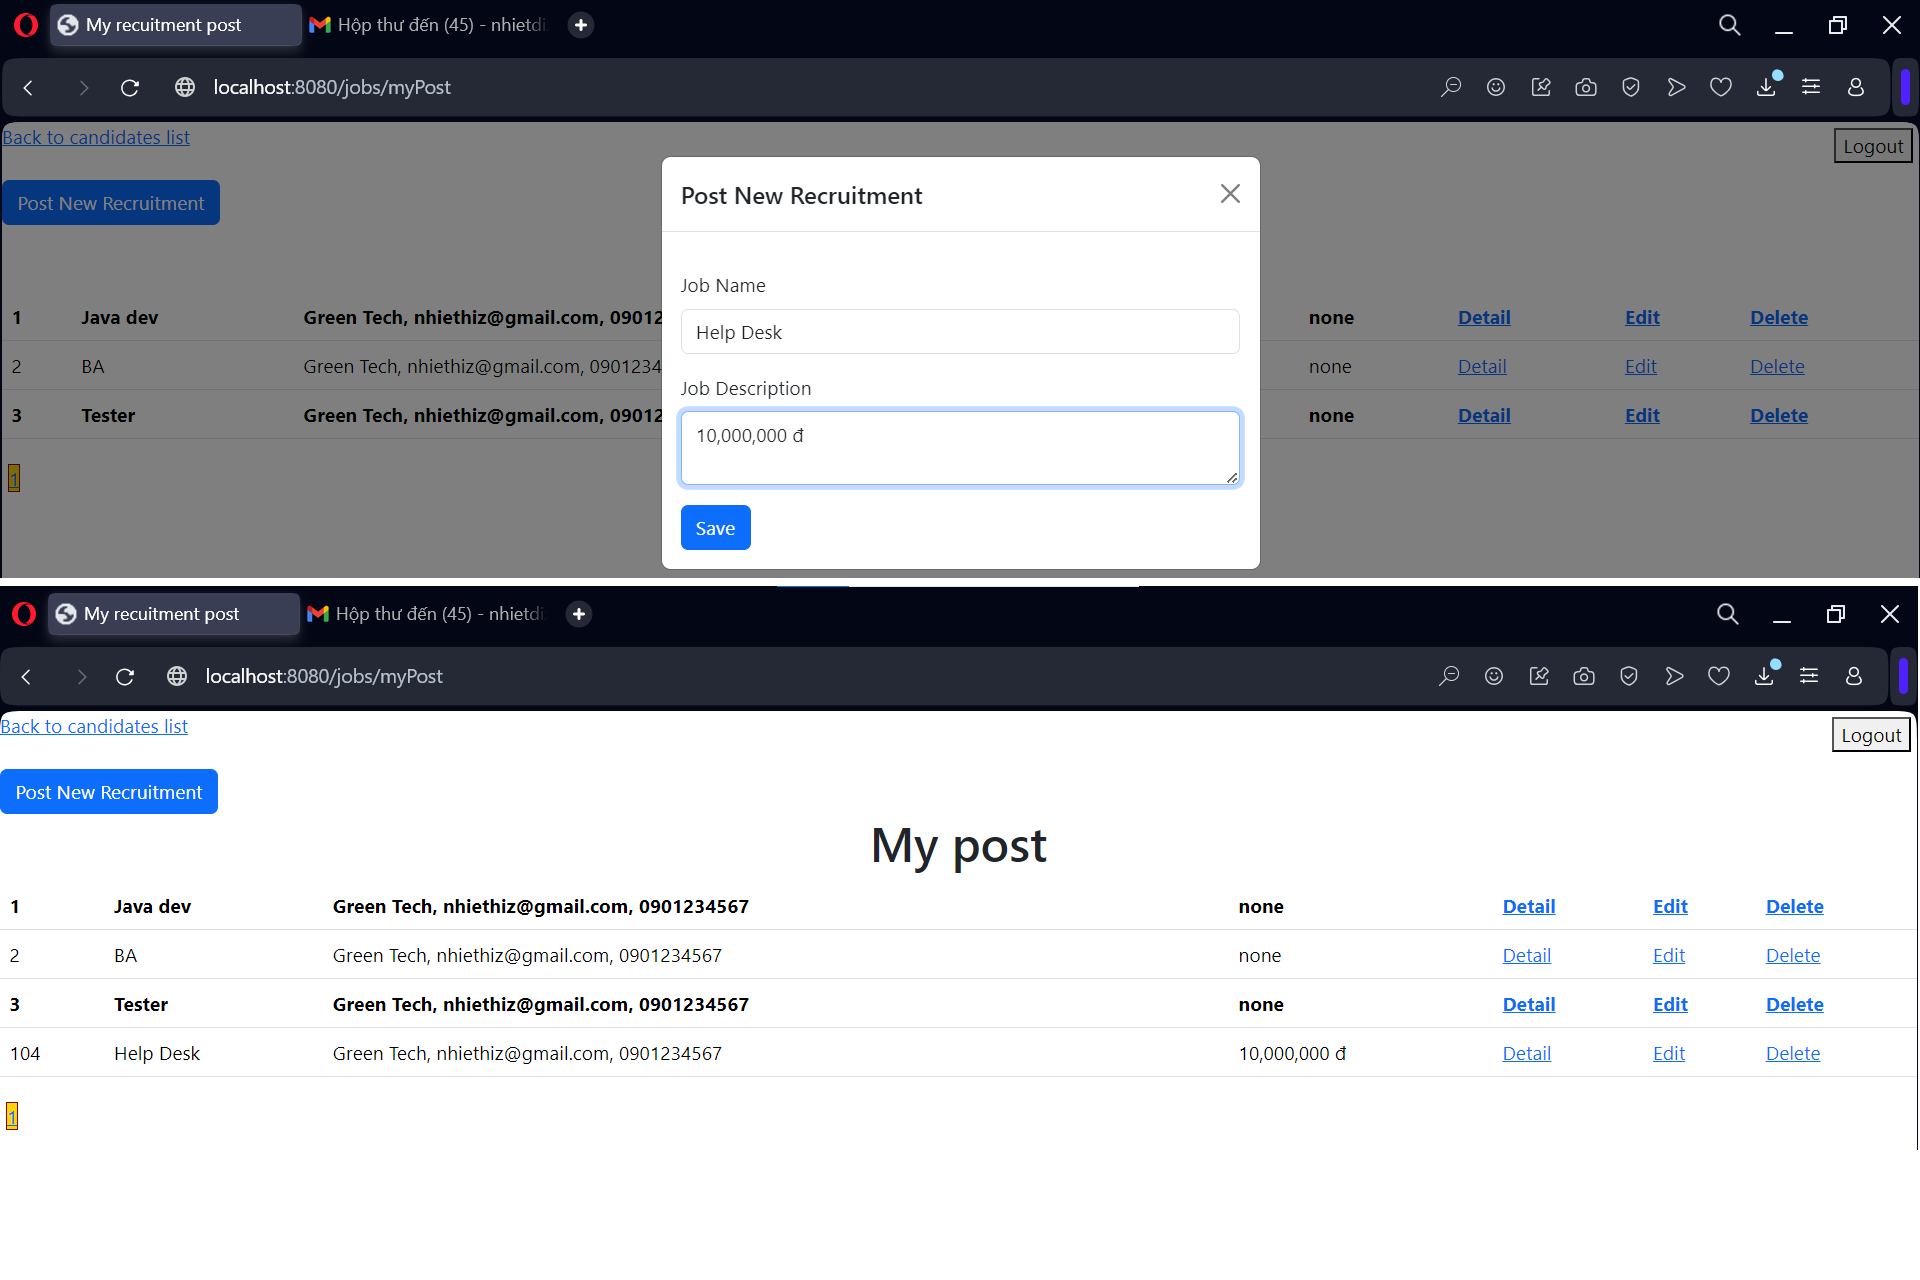 My recuitment post
Hộp thư đến (45) - nhietdi
localhost:8080/jobs/myPost
Back to candidates list
Logout
Post New Recruitment
Post New Recruitment
Job Name
Help Desk
Job Description
10,000,000 đ
Save
1 Java dev Green Tech, nhiethiz@gmail.com, 09012 none Detail Edit Delete
2 BA Green Tech, nhiethiz@gmail.com, 0901234 none Detail Edit Delete
3 Tester Green Tech, nhiethiz@gmail.com, 09012 none Detail Edit Delete
1
My recuitment post
Hộp thư đến (45) - nhietdi
localhost:8080/jobs/myPost
Back to candidates list
Logout
Post New Recruitment
My post
1 Java dev Green Tech, nhiethiz@gmail.com, 0901234567 none Detail Edit Delete
2 BA Green Tech, nhiethiz@gmail.com, 0901234567 none Detail Edit Delete
3 Tester Green Tech, nhiethiz@gmail.com, 0901234567 none Detail Edit Delete
104 Help Desk Green Tech, nhiethiz@gmail.com, 0901234567 10,000,000 đ Detail Edit Delete
1